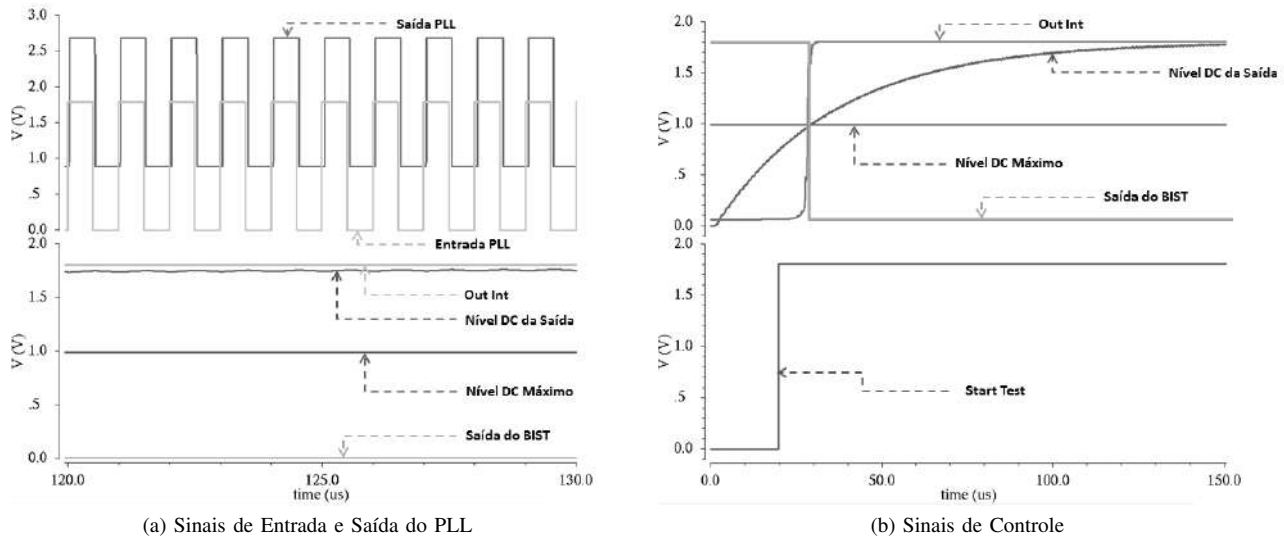 3.0
2.5
2.0
1.5
1.0
.5
0.0
V (V)
Saída PLL
Entrada PLL
2.0
1.5
1.0
.5
0.0
V (V)
Out Int
Nível DC da Saída
Nível DC Máximo
Saída do BIST
120.0 125.0 130.0
time (us)
(a) Sinais de Entrada e Saída do PLL
2.0
1.5
1.0
.5
0.0
V (V)
Out Int
Nível DC da Saída
Nível DC Máximo
Saída do BIST
2.0
1.5
1.0
.5
0.0
V (V)
Start Test
0.0 50.0 100.0 150.0
time (us)
(b) Sinais de Controle